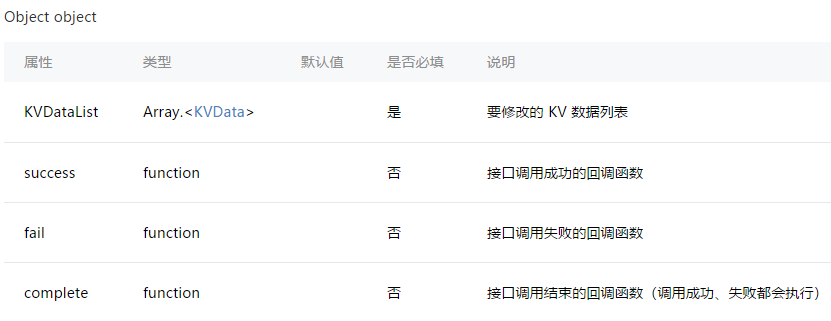 Object object
属性 类型 默认值 是否必填 说明
KVDataList Array.<KVData> 是 要修改的 KV 数据列表
success function 否 接口调用成功的回调函数
fail function 否 接口调用失败的回调函数
complete function 否 接口调用结束的回调函数（调用成功、失败都会执行）